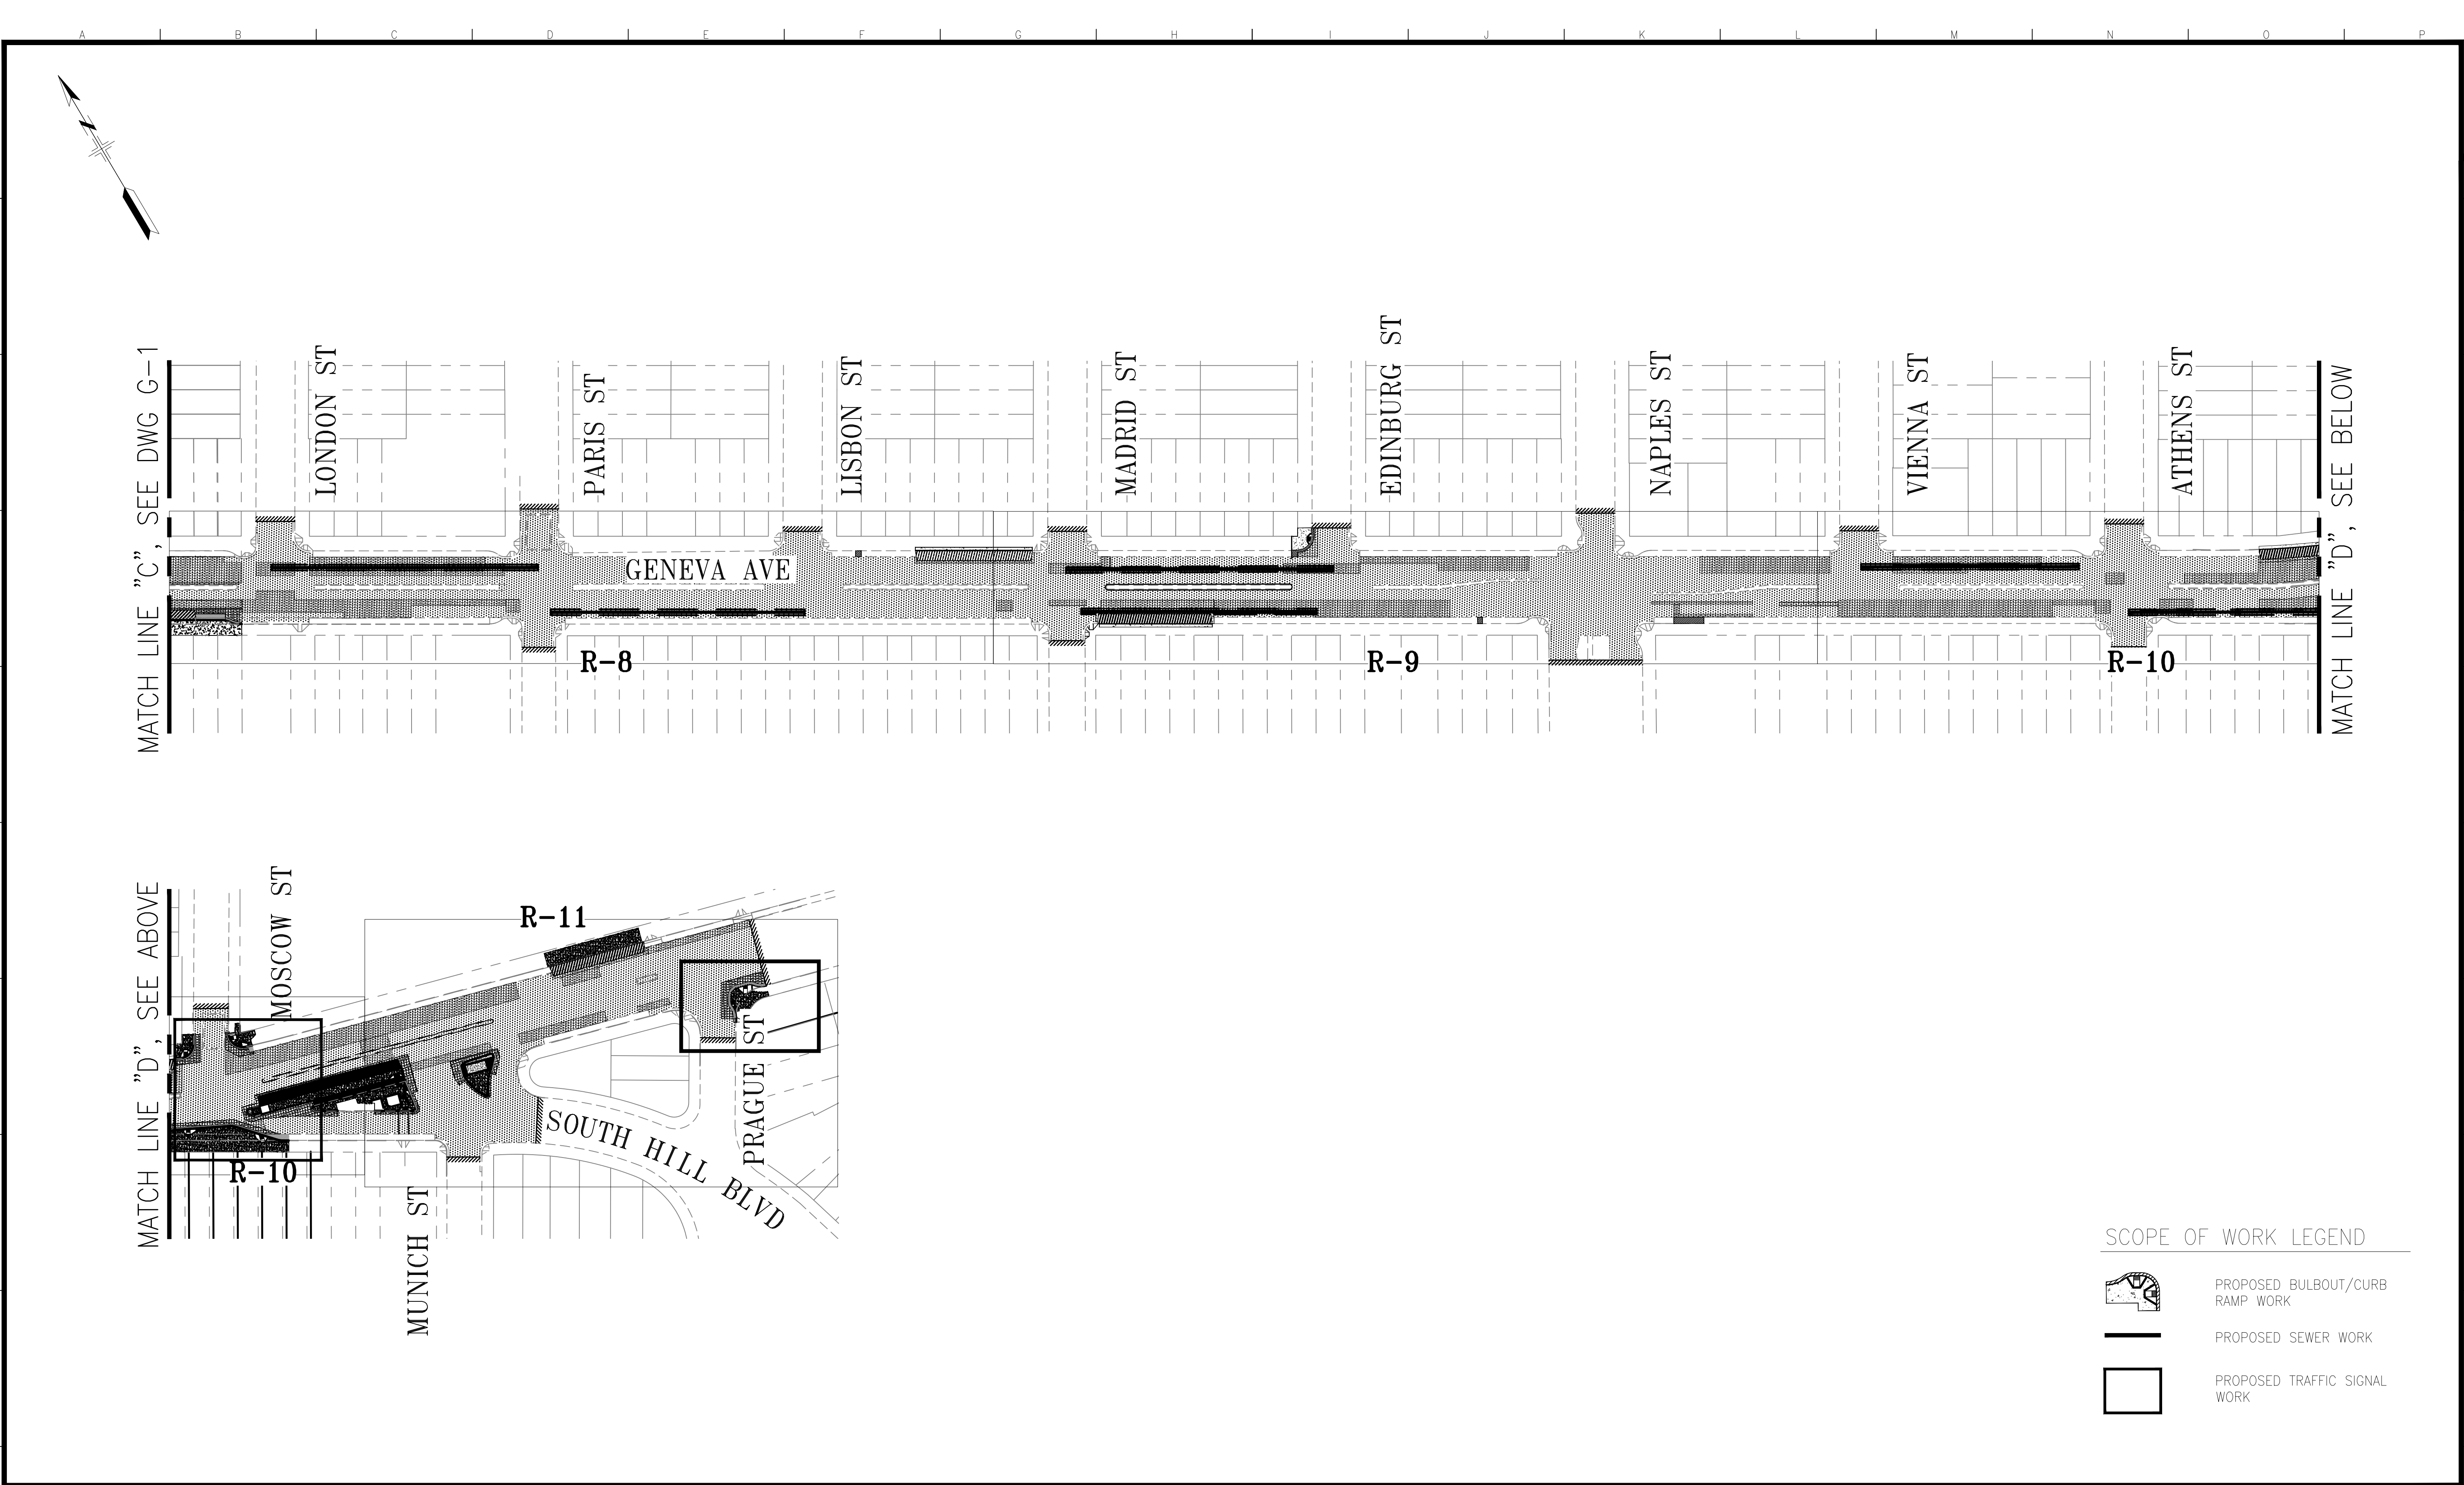 A B C D E F G H I J K L M N O P
MATCH LINE "C", SEE DWG G-1
LONDON ST
PARIS ST
LISBON ST
MADRID ST
EDINBURG ST
NAPLES ST
VIENNA ST
ATHENS ST
MATCH LINE "D", SEE BELOW
GENEVA AVE
R-8
R-9
R-10
MATCH LINE "D", SEE ABOVE
MOSCOW ST
R-11
PRAGUE ST
SOUTH HILL BLVD
R-10
MUNICH ST
SCOPE OF WORK LEGEND
PROPOSED BULBOUT/CURB
RAMP WORK
PROPOSED SEWER WORK
PROPOSED TRAFFIC SIGNAL
WORK